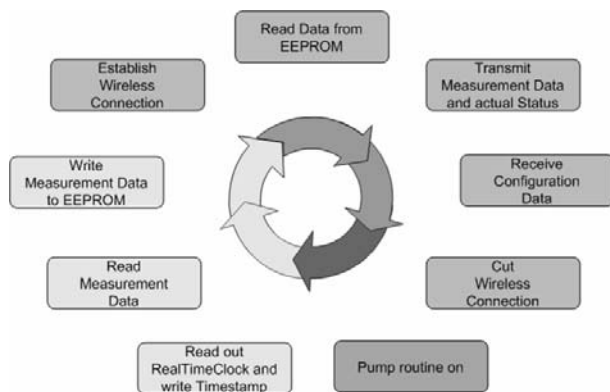 Read Data from
EEPROM
Transmit
Measurement Data
and actual Status
Receive
Configuration
Data
Cut
Wireless
Connection
Pump routine on
Read out
RealTimeClock and
write Timestamp
Read
Measurement
Data
Write
Measurement Data
to EEPROM
Establish
Wireless
Connection